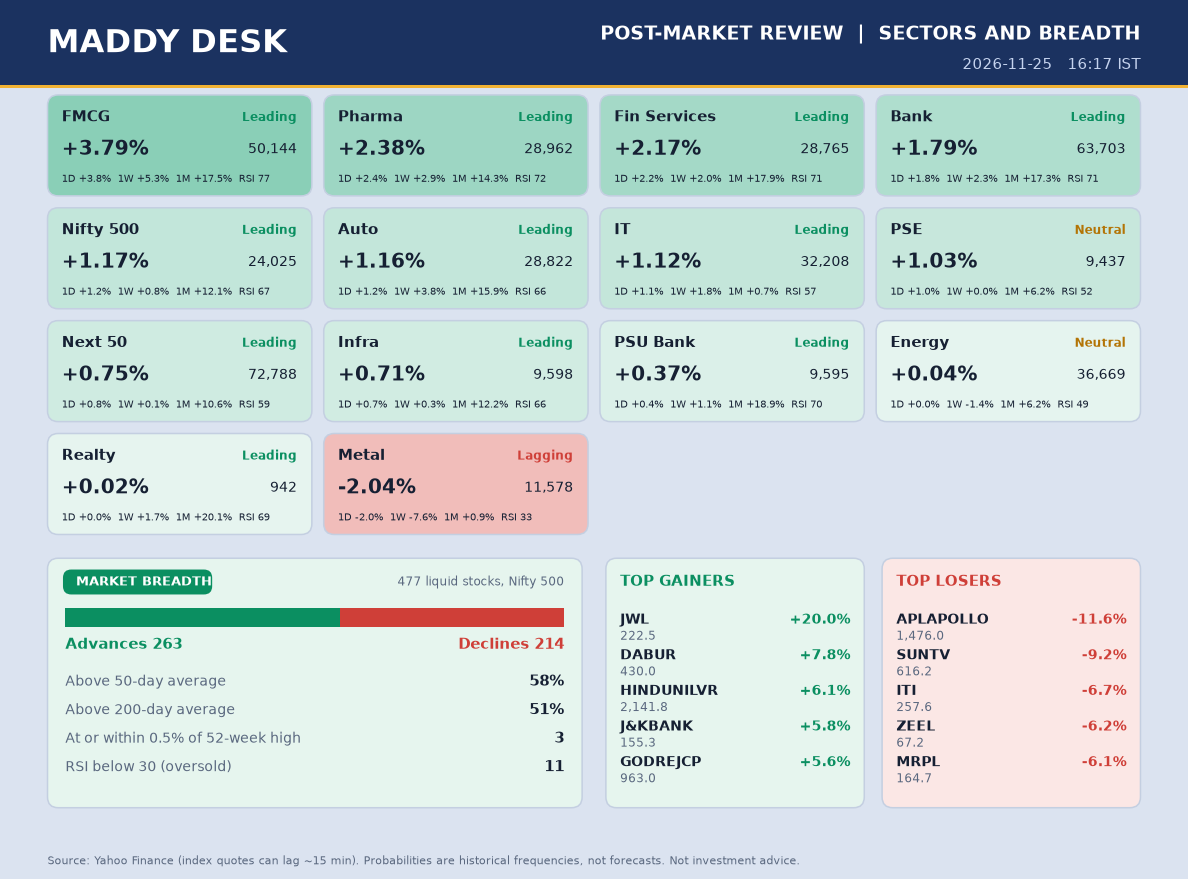 MADDY DESK
POST-MARKET REVIEW | SECTORS AND BREADTH
2026-11-25 16:17 IST
FMCG Leading
+3.79% 50,144
1D +3.8% 1W +5.3% 1M +17.5% RSI 77
Pharma Leading
+2.38% 28,962
1D +2.4% 1W +2.9% 1M +14.3% RSI 72
Fin Services Leading
+2.17% 28,765
1D +2.2% 1W +2.0% 1M +17.9% RSI 71
Bank Leading
+1.79% 63,703
1D +1.8% 1W +2.3% 1M +17.3% RSI 71
Nifty 500 Leading
+1.17% 24,025
1D +1.2% 1W +0.8% 1M +12.1% RSI 67
Auto Leading
+1.16% 28,822
1D +1.2% 1W +3.8% 1M +15.9% RSI 66
IT Leading
+1.12% 32,208
1D +1.1% 1W +1.8% 1M +0.7% RSI 57
PSE Neutral
+1.03% 9,437
1D +1.0% 1W +0.0% 1M +6.2% RSI 52
Next 50 Leading
+0.75% 72,788
1D +0.8% 1W +0.1% 1M +10.6% RSI 59
Infra Leading
+0.71% 9,598
1D +0.7% 1W +0.3% 1M +12.2% RSI 66
PSU Bank Leading
+0.37% 9,595
1D +0.4% 1W +1.1% 1M +18.9% RSI 70
Energy Neutral
+0.04% 36,669
1D +0.0% 1W -1.4% 1M +6.2% RSI 49
Realty Leading
+0.02% 942
1D +0.0% 1W +1.7% 1M +20.1% RSI 69
Metal Lagging
-2.04% 11,578
1D -2.0% 1W -7.6% 1M +0.9% RSI 33
MARKET BREADTH 477 liquid stocks, Nifty 500
Advances 263 Declines 214
Above 50-day average 58%
Above 200-day average 51%
At or within 0.5% of 52-week high 3
RSI below 30 (oversold) 11
TOP GAINERS
JWL +20.0%
222.5
DABUR +7.8%
430.0
HINDUNILVR +6.1%
2,141.8
J&KBANK +5.8%
155.3
GODREJCP +5.6%
963.0
TOP LOSERS
APLAPOLLO -11.6%
1,476.0
SUNTV -9.2%
616.2
ITI -6.7%
257.6
ZEEL -6.2%
67.2
MRPL -6.1%
164.7
Source: Yahoo Finance (index quotes can lag ~15 min). Probabilities are historical frequencies, not forecasts. Not investment advice.